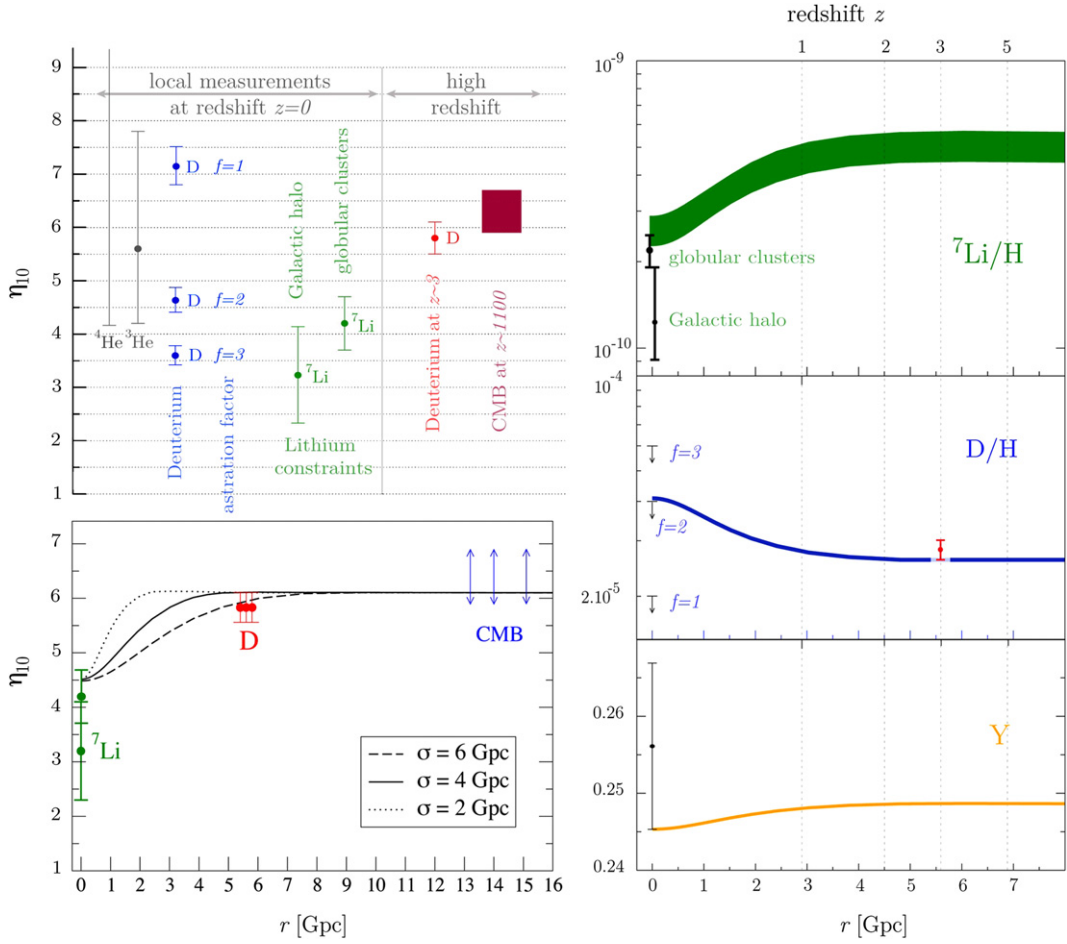 9
8
7
6
5
4
3
2
1
η10
local measurements
at redshift z=0
high
redshift
D f=1
D f=2
D f=3
4He
3He
Deuterium
astration factor
Galactic halo
globular clusters
7Li
7Li
Lithium
constraints
D
Deuterium at z~3
CMB at z~1100
7
6
5
4
3
2
1
η10
D
CMB
7Li
σ = 6 Gpc
σ = 4 Gpc
σ = 2 Gpc
0 1 2 3 4 5 6 7 8 9 10 11 12 13 14 15 16
r [Gpc]
redshift z
1 2 3 5
10-9
globular clusters
7Li/H
Galactic halo
10-10
10-4
f=3
D/H
f=2
2.10-5
f=1
0.26
Y
0.25
0.24
0 1 2 3 4 5 6 7
r [Gpc]